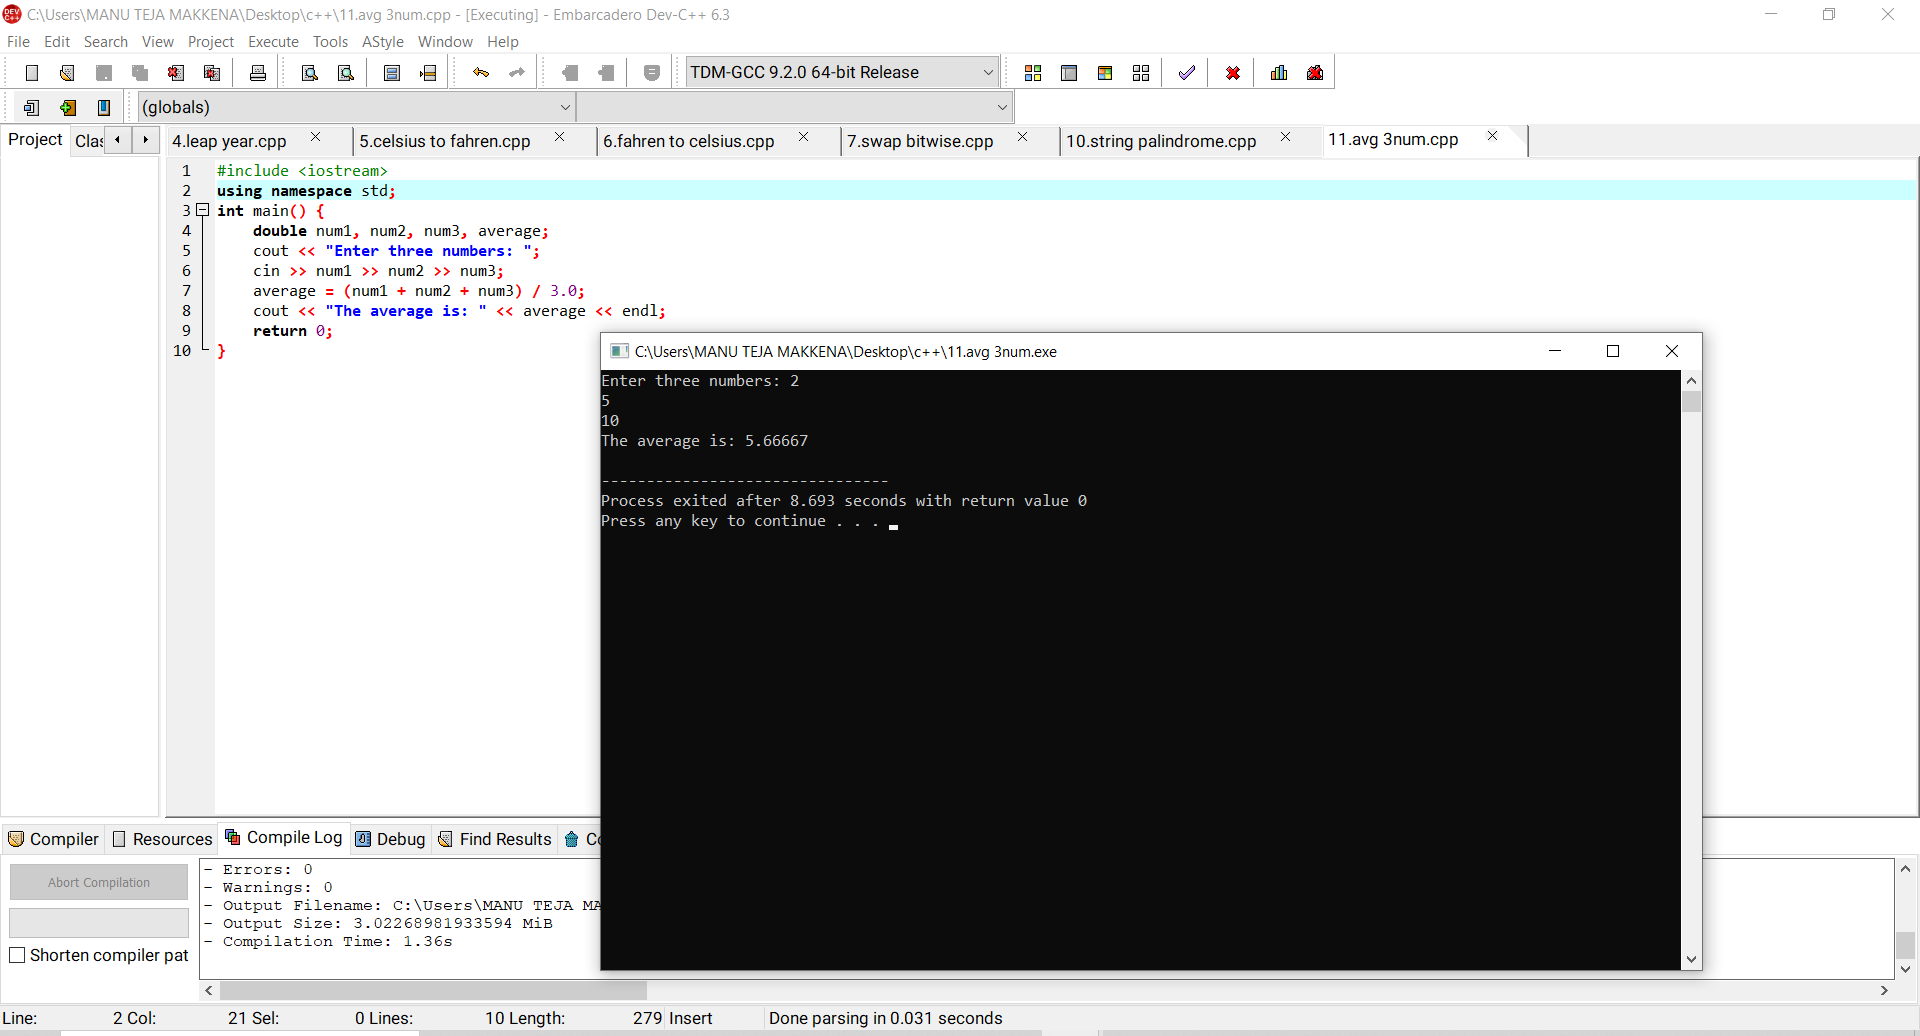 C:\Users\MANU TEJA MAKKENA\Desktop\c++\11.avg 3num.cpp - [Executing] - Embarcadero Dev-C++ 6.3
File Edit Search View Project Execute Tools AStyle Window Help
TDM-GCC 9.2.0 64-bit Release
(globals)
Project Clas 4.leap year.cpp 5.celsius to fahren.cpp 6.fahren to celsius.cpp 7.swap bitwise.cpp 10.string palindrome.cpp 11.avg 3num.cpp
1 #include <iostream>
2 using namespace std;
3 int main() {
4 double num1, num2, num3, average;
5 cout << "Enter three numbers: ";
6 cin >> num1 >> num2 >> num3;
7 average = (num1 + num2 + num3) / 3.0;
8 cout << "The average is: " << average << endl;
9 return 0;
10 }
C:\Users\MANU TEJA MAKKENA\Desktop\c++\11.avg 3num.exe
Enter three numbers: 2
5
10
The average is: 5.66667
--------------------------------
Process exited after 8.693 seconds with return value 0
Press any key to continue . . .
Compiler Resources Compile Log Debug Find Results Co
Abort Compilation
Shorten compiler pat
- Errors: 0
- Warnings: 0
- Output Filename: C:\Users\MANU TEJA MA
- Output Size: 3.02268981933594 MiB
- Compilation Time: 1.36s
Line: 2 Col: 21 Sel: 0 Lines: 10 Length: 279 Insert Done parsing in 0.031 seconds